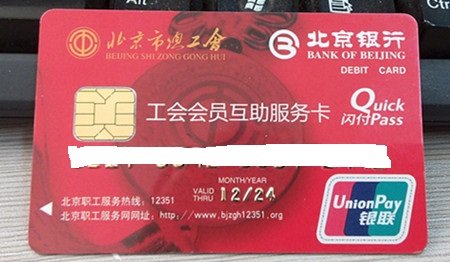 Alt
Ctrl
北京市總工會
BEIJING SHI ZONG GONG HUI
北京银行
BANK OF BEIJING
DEBIT CARD
工会会员互助服务卡
Quick
闪付Pass
MONTH/YEAR
VALID THRU 12/24
北京职工服务热线：12351
北京职工服务网网址：http://www.bjzgh12351.org
UnionPay
银联